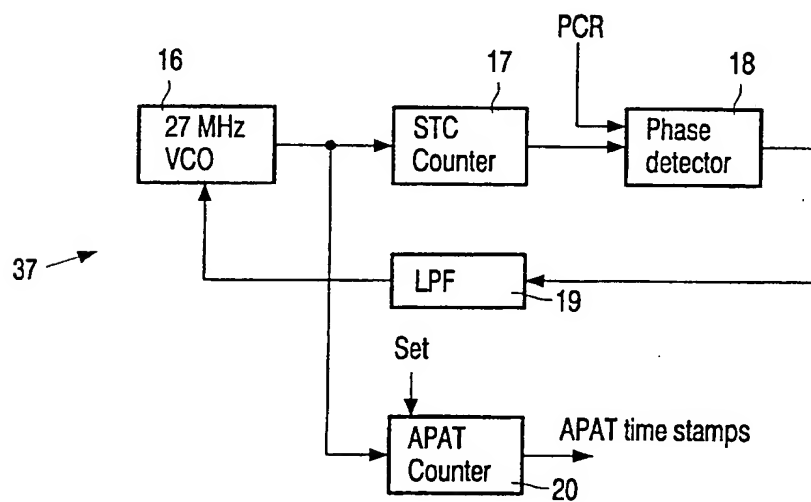 PCR
16
17
18
27 MHz
VCO
STC
Counter
Phase
detector
37
LPF
19
Set
APAT
Counter
APAT time stamps
20